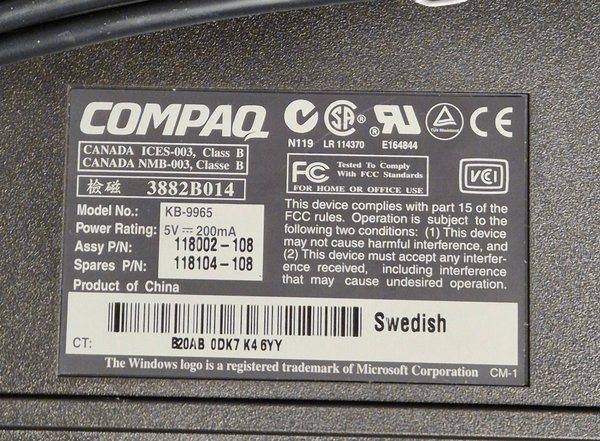 COMPAQ
N119 LR 114370 E164844
CANADA ICES-003, Class B
CANADA NMB-003, Classe B
檢磁 3882B014
FC Tested To Comply
With FCC Standards
FOR HOME OR OFFICE USE
VCI
Model No.: KB-9965
Power Rating: 5V⎓200mA
Assy P/N: 118002-108
Spares P/N: 118104-108
Product of China
This device complies with part 15 of the
FCC rules. Operation is subject to the
following two conditions: (1) This device
may not cause harmful interference, and
(2) This device must accept any interfer-
ence received, including interference
that may cause undesired operation.
Swedish
CT: B20AB 0DK7 K4 6YY
The Windows logo is a registered trademark of Microsoft Corporation CM-1